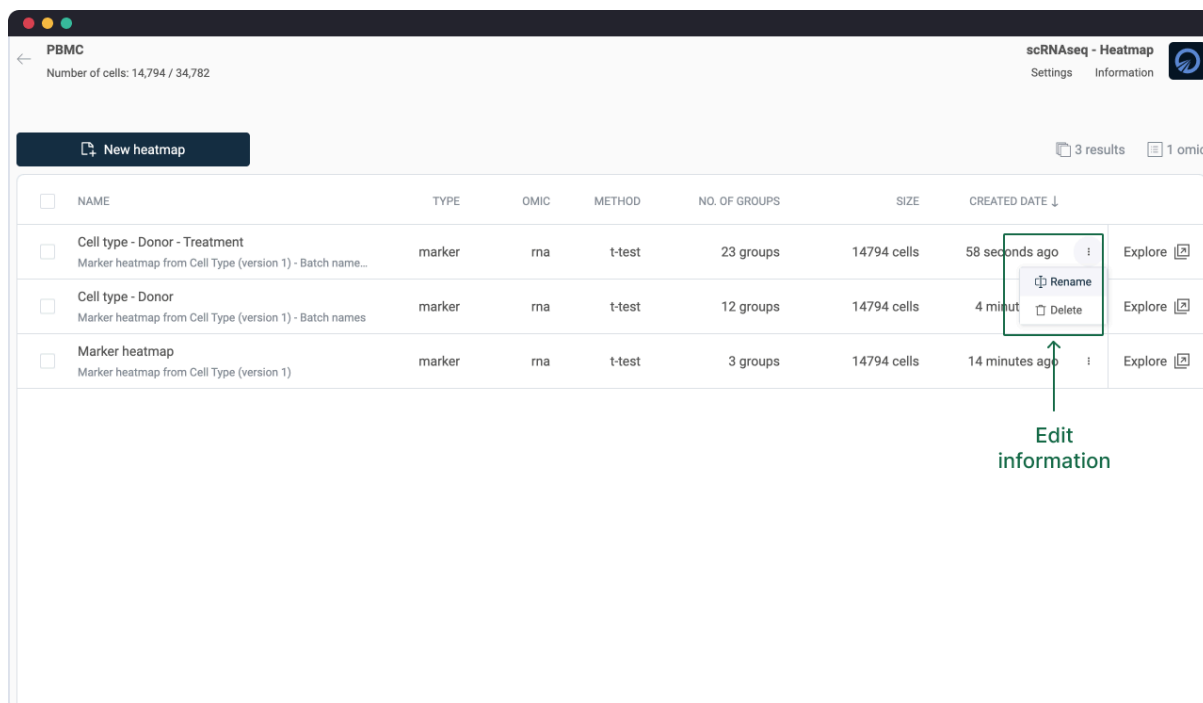 PBMC
Number of cells: 14,794 / 34,782
scRNAseq - Heatmap
Settings Information
New heatmap
3 results 1 omic
NAME TYPE OMIC METHOD NO. OF GROUPS SIZE CREATED DATE ↓
Cell type - Donor - Treatment
Marker heatmap from Cell Type (version 1) - Batch name...
marker rna t-test 23 groups 14794 cells 58 seconds ago Explore
Rename
Delete
Cell type - Donor
Marker heatmap from Cell Type (version 1) - Batch names
marker rna t-test 12 groups 14794 cells 4 minut Explore
Marker heatmap
Marker heatmap from Cell Type (version 1)
marker rna t-test 3 groups 14794 cells 14 minutes ago Explore
Edit
information